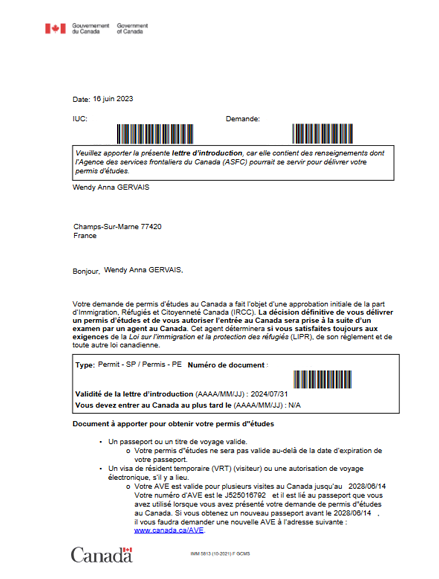 Gouvernement Government
du Canada of Canada
Date: 16 juin 2023
IUC: Demande:
Veuillez apporter la présente lettre d'introduction, car elle contient des renseignements dont
l'Agence des services frontaliers du Canada (ASFC) pourrait se servir pour délivrer votre
permis d'études.
Wendy Anna GERVAIS
Champs-Sur-Marne 77420
France
Bonjour, Wendy Anna GERVAIS,
Votre demande de permis d'études au Canada a fait l'objet d'une approbation initiale de la part
d'Immigration, Réfugiés et Citoyenneté Canada (IRCC). La décision définitive de vous délivrer
un permis d'études et de vous autoriser l'entrée au Canada sera prise à la suite d'un
examen par un agent au Canada. Cet agent déterminera si vous satisfaites toujours aux
exigences de la Loi sur l'immigration et la protection des réfugiés (LIPR), de son règlement et de
toute autre loi canadienne.
Type: Permit - SP / Permis - PE Numéro de document :
Validité de la lettre d'introduction (AAAA/MM/JJ) : 2024/07/31
Vous devez entrer au Canada au plus tard le (AAAA/MM/JJ) : N/A
Document à apporter pour obtenir votre permis d"études
• Un passeport ou un titre de voyage valide.
o Votre permis d"études ne sera pas valide au-delà de la date d'expiration de
votre passeport.
• Un visa de résident temporaire (VRT) (visiteur) ou une autorisation de voyage
électronique, s'il y a lieu.
o Votre AVE est valide pour plusieurs visites au Canada jusqu'au 2028/06/14
Votre numéro d'AVE est le J525016792 et il est lié au passeport que vous
avez utilisé lorsque vous avez présenté votre demande de permis d"études
au Canada. Si vous obtenez un nouveau passeport avant le 2028/06/14 ,
il vous faudra demander une nouvelle AVE à l'adresse suivante :
www.canada.ca/AVE.
Canada IMM 5813 (10-2021) F GCMS